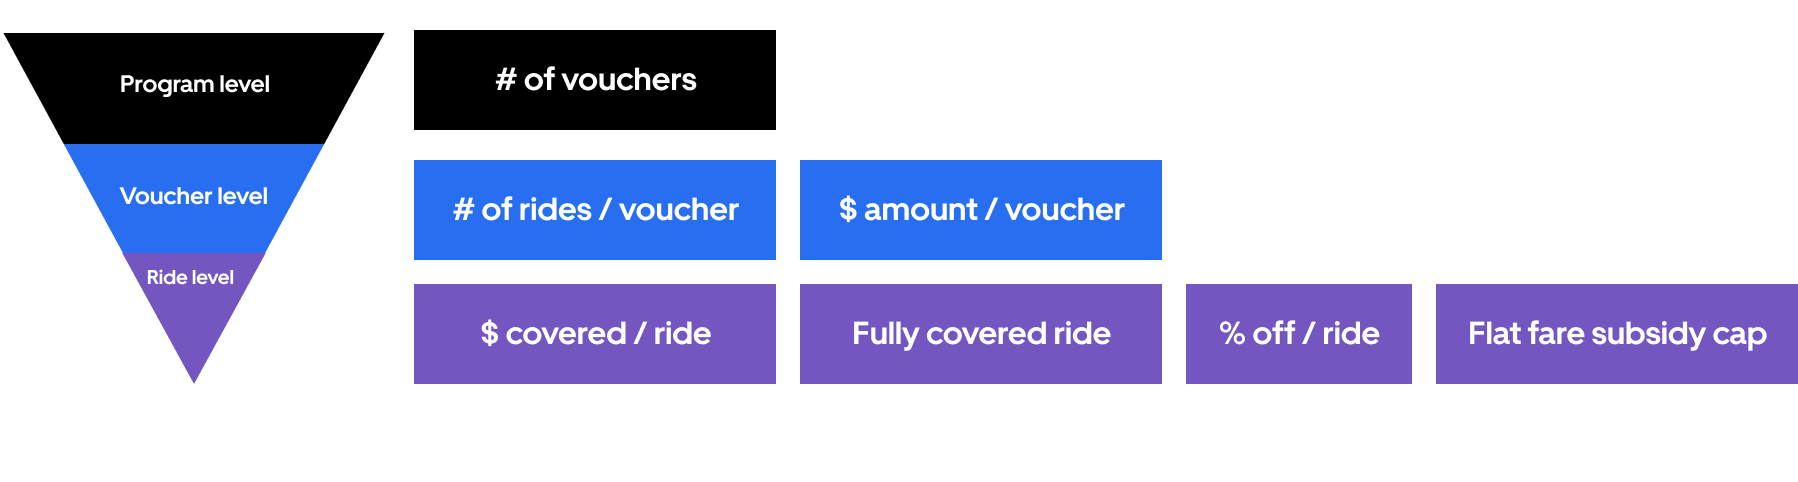 Program level
# of vouchers
Voucher level
# of rides / voucher
$ amount / voucher
Ride level
$ covered / ride
Fully covered ride
% off / ride
Flat fare subsidy cap